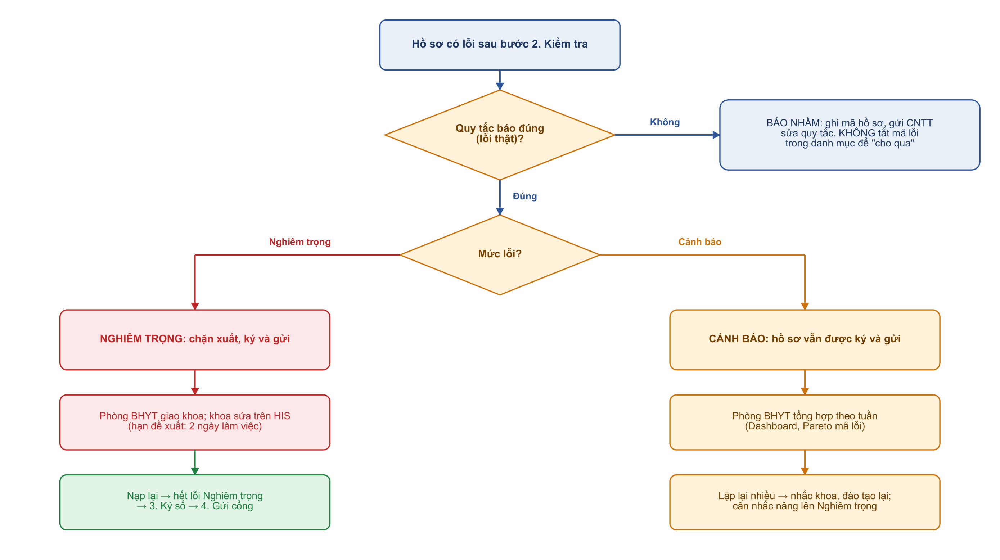 Hồ sơ có lỗi sau bước 2. Kiểm tra
Quy tắc báo đúng
(lỗi thật)?
Không
BÁO NHẦM: ghi mã hồ sơ, gửi CNTT
sửa quy tắc. KHÔNG tắt mã lỗi
trong danh mục để "cho qua"
Đúng
Mức lỗi?
Nghiêm trọng
Cảnh báo
NGHIÊM TRỌNG: chặn xuất, ký và gửi
CẢNH BÁO: hồ sơ vẫn được ký và gửi
Phòng BHYT giao khoa; khoa sửa trên HIS
(hạn đề xuất: 2 ngày làm việc)
Phòng BHYT tổng hợp theo tuần
(Dashboard, Pareto mã lỗi)
Nạp lại → hết lỗi Nghiêm trọng
→ 3. Ký số → 4. Gửi cổng
Lặp lại nhiều → nhắc khoa, đào tạo lại;
cân nhắc nâng lên Nghiêm trọng